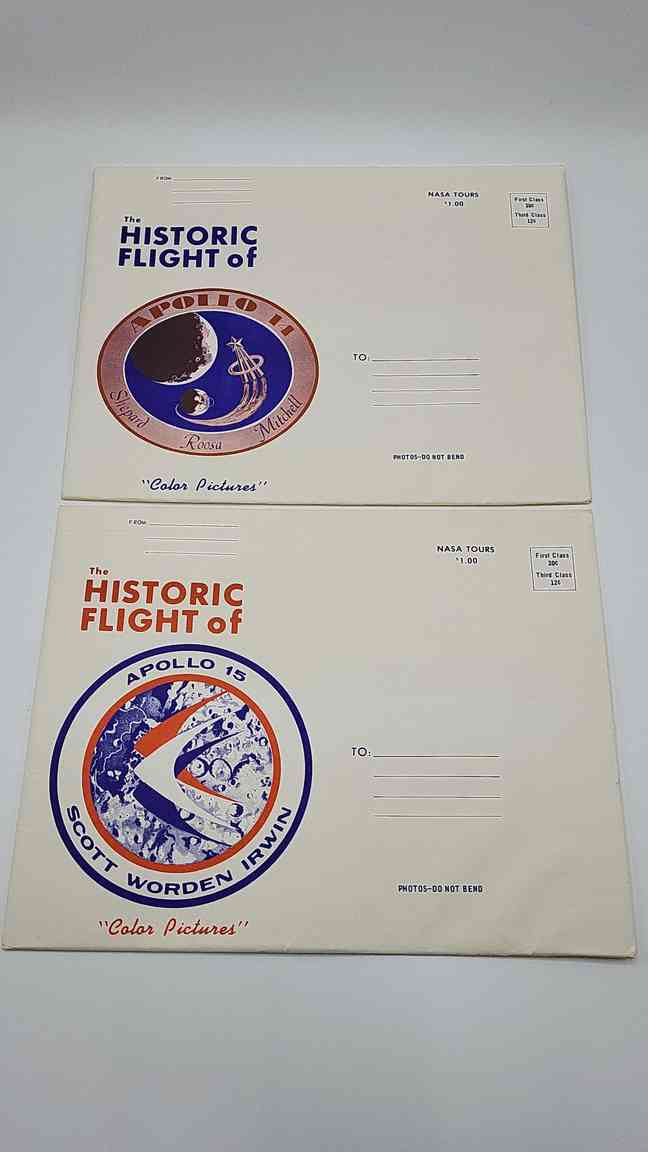 FROM
NASA TOURS
$1.00
First Class
20¢
Third Class
12¢
The
HISTORIC
FLIGHT of
APOLLO 14
Shepard
Roosa
Mitchell
TO:
PHOTOS-DO NOT BEND
"Color Pictures"
FROM
NASA TOURS
$1.00
First Class
20¢
Third Class
12¢
The
HISTORIC
FLIGHT of
APOLLO 15
SCOTT WORDEN IRWIN
TO:
PHOTOS-DO NOT BEND
"Color Pictures"